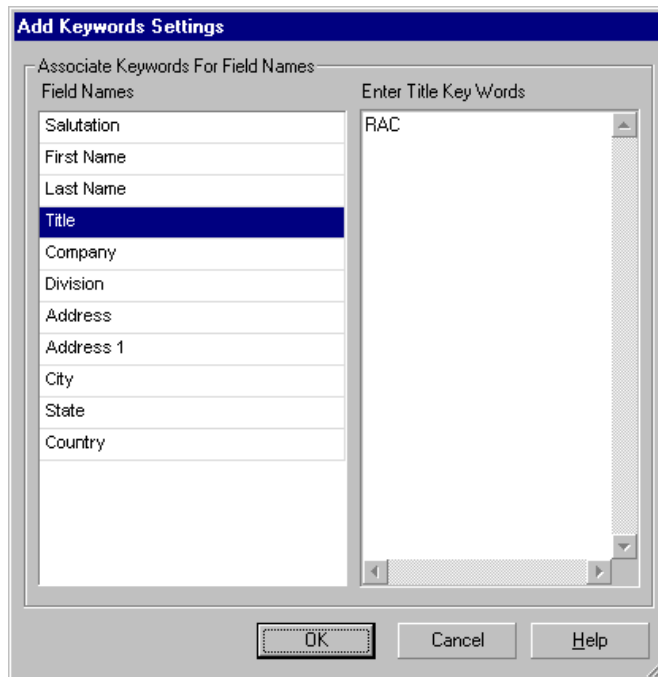 Add Keywords Settings
Associate Keywords For Field Names
Field Names
Enter Title Key Words
Salutation
First Name
Last Name
Title
Company
Division
Address
Address 1
City
State
Country
RAC
OK
Cancel
Help